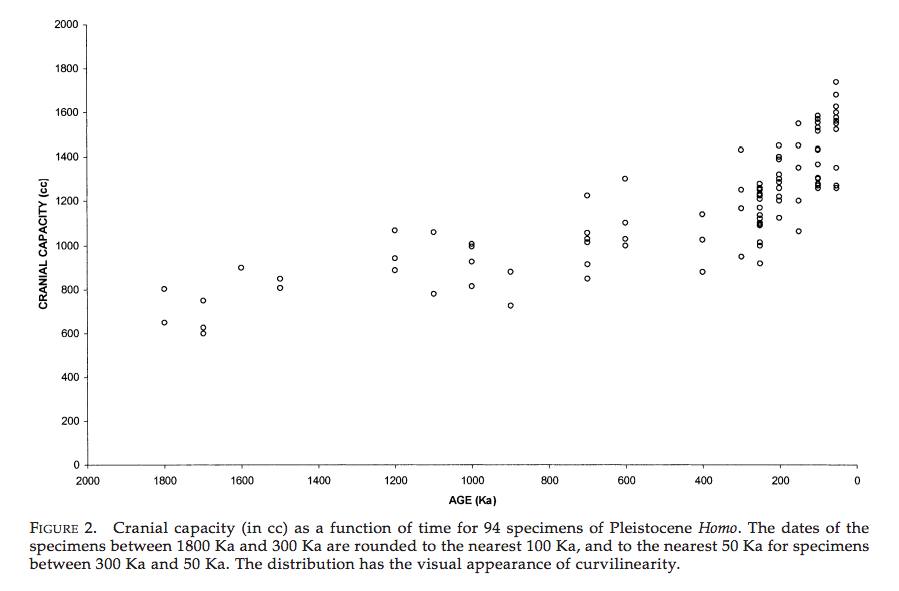 2000
1800
1600
1400
1200
1000
800
600
400
200
0
CRANIAL CAPACITY (cc)
2000 1800 1600 1400 1200 1000 800 600 400 200 0
AGE (Ka)
FIGURE 2. Cranial capacity (in cc) as a function of time for 94 specimens of Pleistocene Homo. The dates of the
specimens between 1800 Ka and 300 Ka are rounded to the nearest 100 Ka, and to the nearest 50 Ka for specimens
between 300 Ka and 50 Ka. The distribution has the visual appearance of curvilinearity.